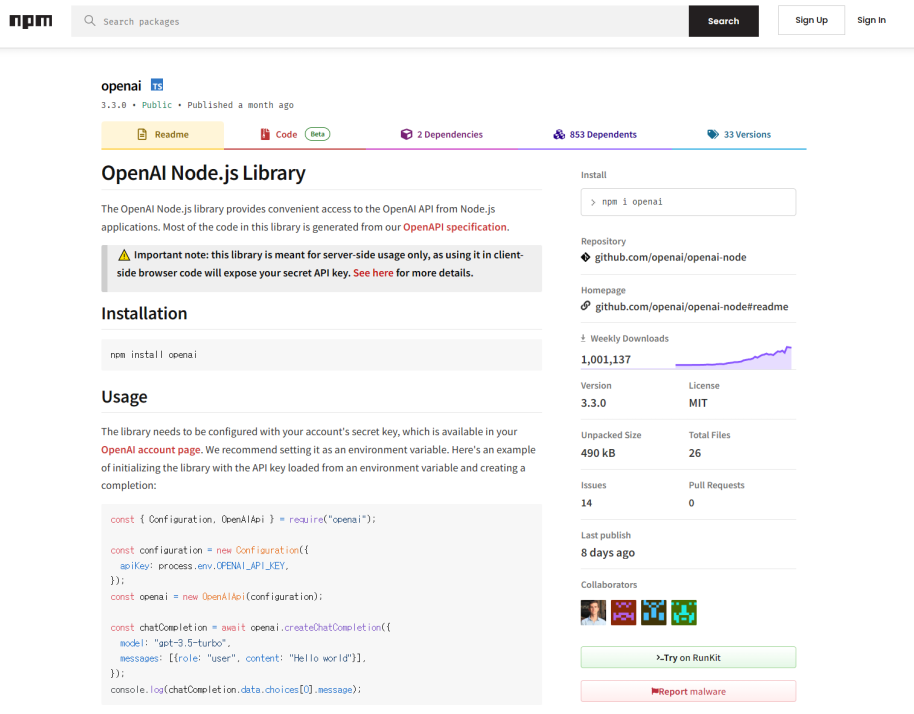 npm
Search packages
Search
Sign Up
Sign In
openai TS
3.3.0 • Public • Published a month ago
Readme
Code Beta
2 Dependencies
853 Dependents
33 Versions
OpenAI Node.js Library
The OpenAI Node.js library provides convenient access to the OpenAI API from Node.js
applications. Most of the code in this library is generated from our OpenAPI specification.
⚠️ Important note: this library is meant for server-side usage only, as using it in client-
side browser code will expose your secret API key. See here for more details.
Installation
npm install openai
Usage
The library needs to be configured with your account's secret key, which is available in your
OpenAI account page. We recommend setting it as an environment variable. Here's an example
of initializing the library with the API key loaded from an environment variable and creating a
completion:
const { Configuration, OpenAIApi } = require("openai");
const configuration = new Configuration({
apiKey: process.env.OPENAI_API_KEY,
});
const openai = new OpenAIApi(configuration);
const chatCompletion = await openai.createChatCompletion({
model: "gpt-3.5-turbo",
messages: [{role: "user", content: "Hello world"}],
});
console.log(chatCompletion.data.choices[0].message);
Install
> npm i openai
Repository
github.com/openai/openai-node
Homepage
github.com/openai/openai-node#readme
Weekly Downloads
1,001,137
Version
License
3.3.0
MIT
Unpacked Size
Total Files
490 kB
26
Issues
Pull Requests
14
0
Last publish
8 days ago
Collaborators
>_Try on RunKit
Report malware